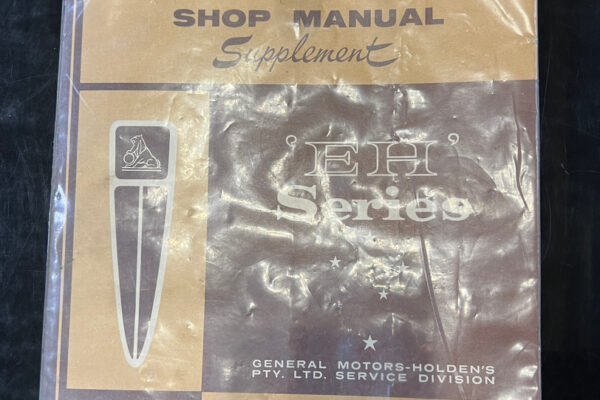 SHOP MANUAL
Supplement
'EH'
Series
GENERAL MOTORS-HOLDEN'S
PTY. LTD. SERVICE DIVISION